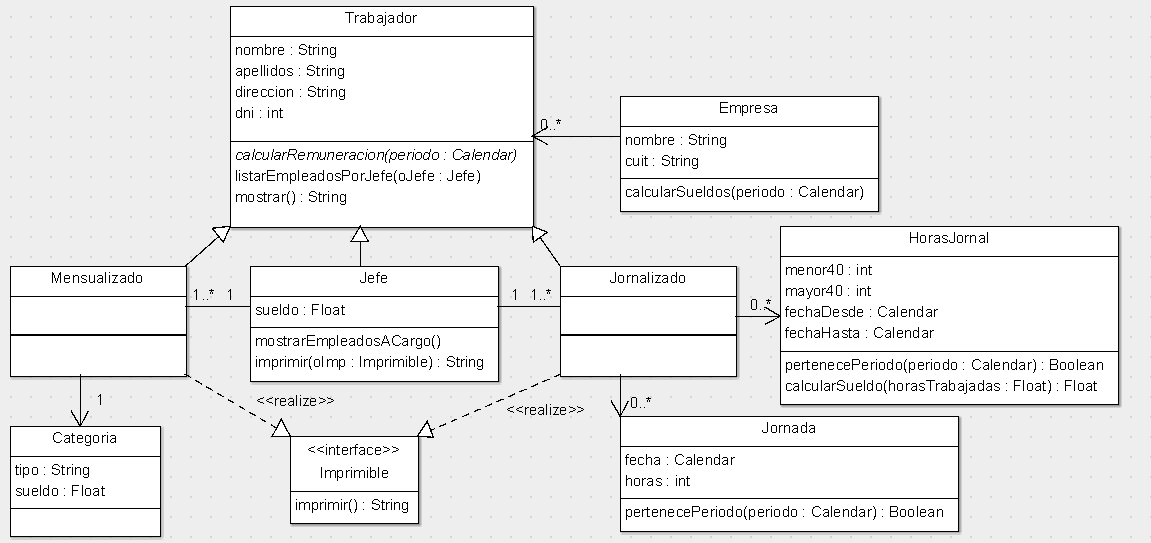 Trabajador
nombre : String
apellidos : String
direccion : String
dni : int
calcularRemuneracion(periodo : Calendar)
listarEmpleadosPorJefe(oJefe : Jefe)
mostrar() : String
0..*
Empresa
nombre : String
cuit : String
calcularSueldos(periodo : Calendar)
Mensualizado
1..*
1
Jefe
sueldo : Float
mostrarEmpleadosACargo()
imprimir(oImp : Imprimible) : String
1
1..*
Jornalizado
0..*
HorasJornal
menor40 : int
mayor40 : int
fechaDesde : Calendar
fechaHasta : Calendar
pertenecePeriodo(periodo : Calendar) : Boolean
calcularSueldo(horasTrabajadas : Float) : Float
1
<<realize>>
<<realize>>
0..*
Categoria
tipo : String
sueldo : Float
<<interface>>
Imprimible
imprimir() : String
Jornada
fecha : Calendar
horas : int
pertenecePeriodo(periodo : Calendar) : Boolean